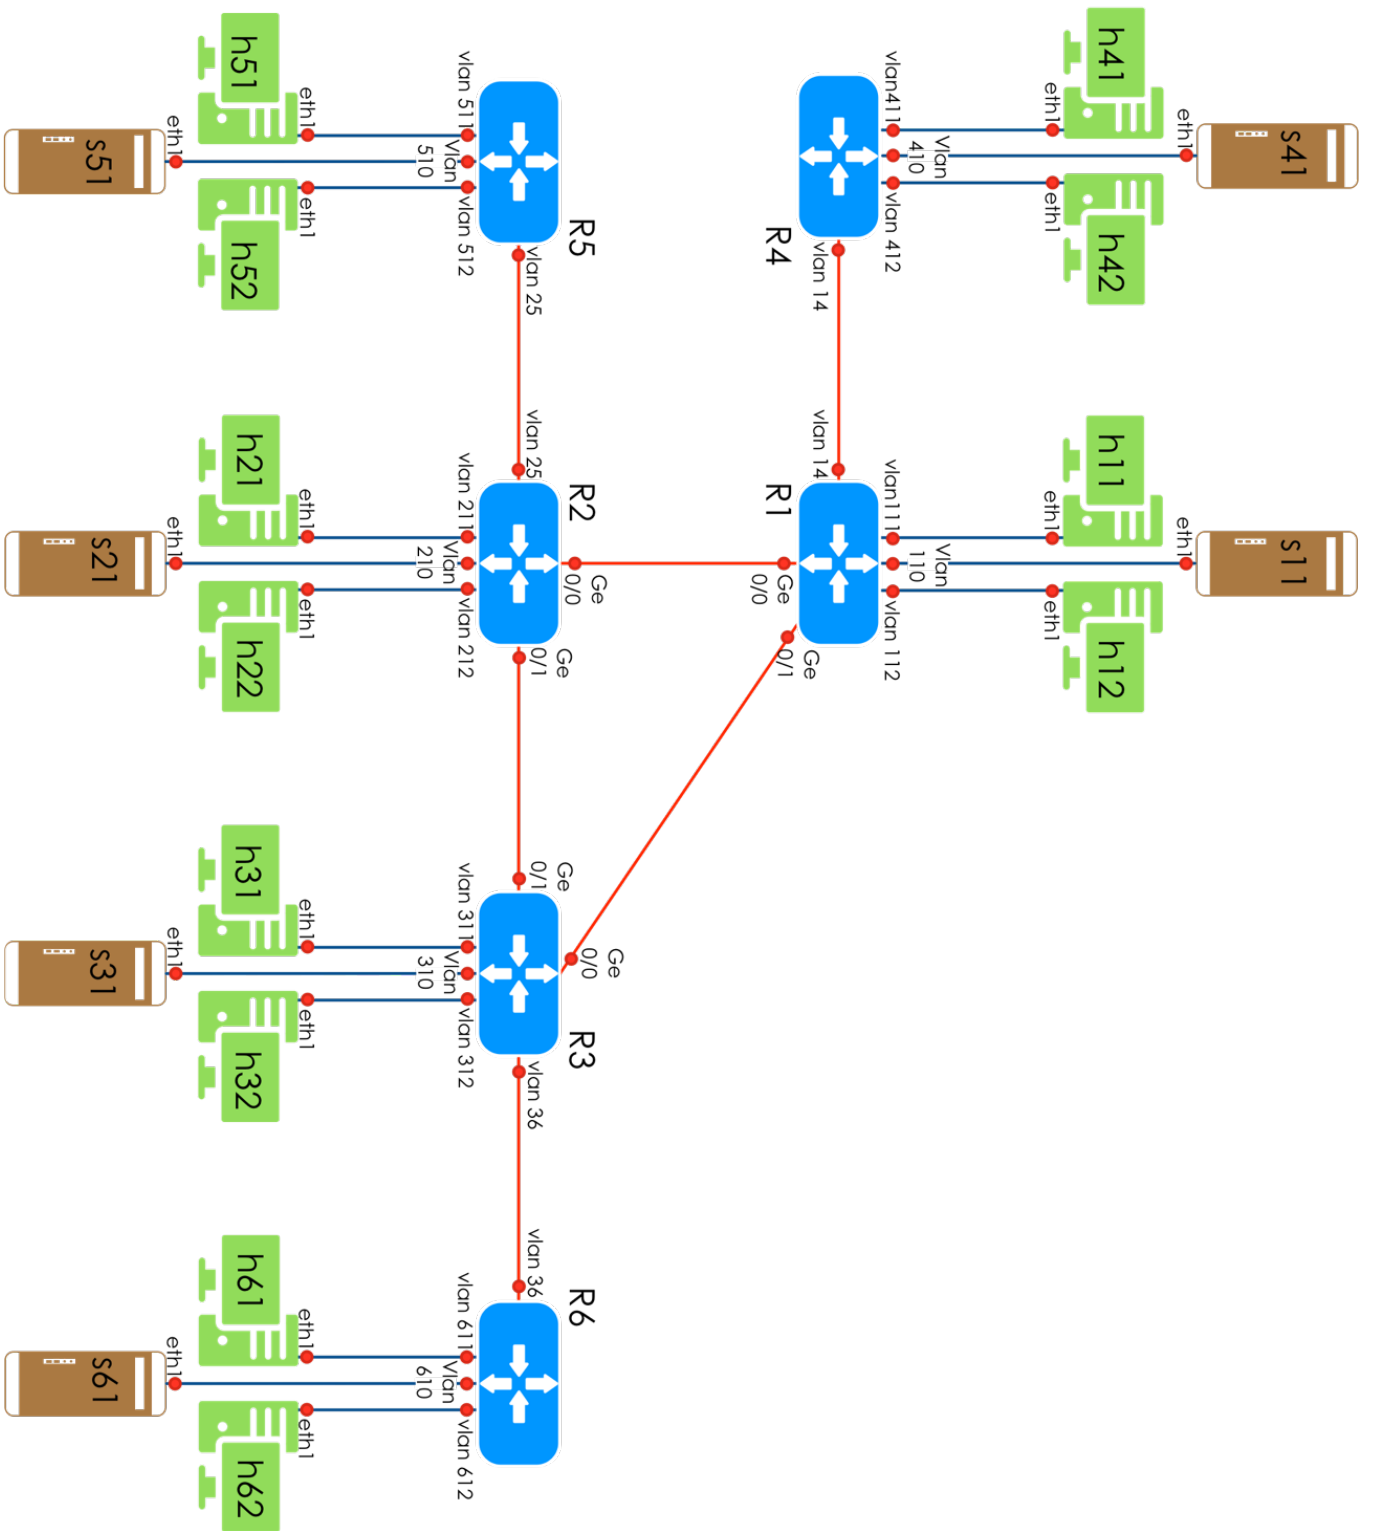 h41
eth1
s41
eth1
h42
eth1
vlan411
Vlan
410
vlan 412
R4
vlan 14
vlan 14
h11
eth1
s11
eth1
h12
eth1
vlan111
Vlan
110
vlan 112
R1
Ge
0/0
Ge
0/1
h51
eth1
s51
eth1
h52
eth1
vlan 511
Vlan
510
vlan 512
R5
vlan 25
vlan 25
h21
eth1
s21
eth1
h22
eth1
vlan 211
Vlan
210
vlan 212
R2
Ge
0/0
Ge
0/1
Ge
0/1
h31
eth1
s31
eth1
h32
eth1
vlan 311
Vlan
310
vlan 312
Ge
0/0
R3
vlan 36
vlan 36
h61
eth1
s61
eth1
h62
eth1
vlan 611
Vlan
610
vlan 612
R6